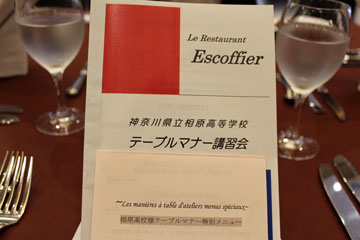 Le Restaurant
Escoffier
神奈川県立相原高等学校
テーブルマナー講習会
~Les manières à table d'ateliers menus spéciaux~
相原高校様テーブルマナー特別メニュー